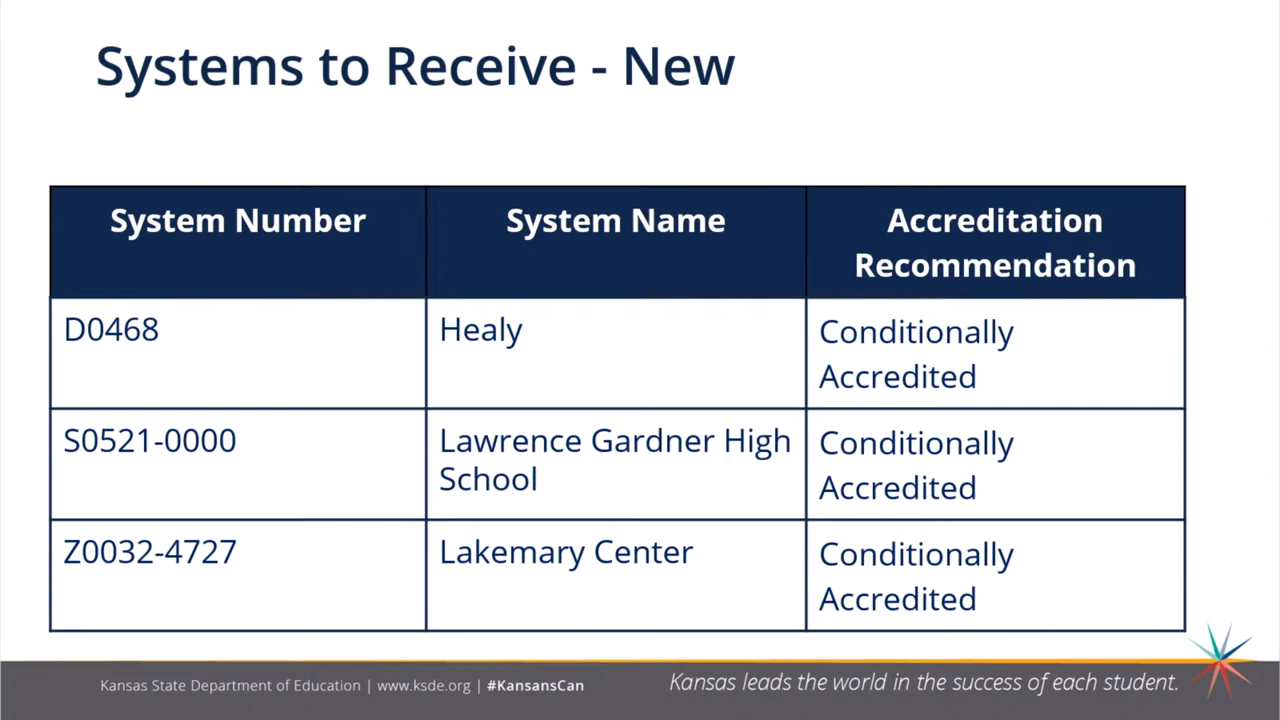 Systems to Receive - New
System Number
System Name
Accreditation
Recommendation
D0468
Healy
Conditionally
Accredited
S0521-0000
Lawrence Gardner High
School
Conditionally
Accredited
Z0032-4727
Lakemary Center
Conditionally
Accredited
Kansas State Department of Education | www.ksde.org | #KansansCan
Kansas leads the world in the success of each student.